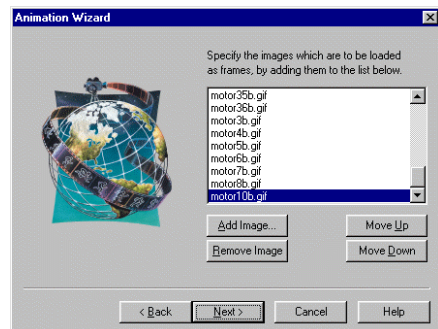 Animation Wizard
Specify the images which are to be loaded
as frames, by adding them to the list below.
motor35b.gif
motor36b.gif
motor3b.gif
motor4b.gif
motor5b.gif
motor6b.gif
motor7b.gif
motor8b.gif
motor10b.gif
Add Image... Move Up
Remove Image Move Down
< Back Next > Cancel Help